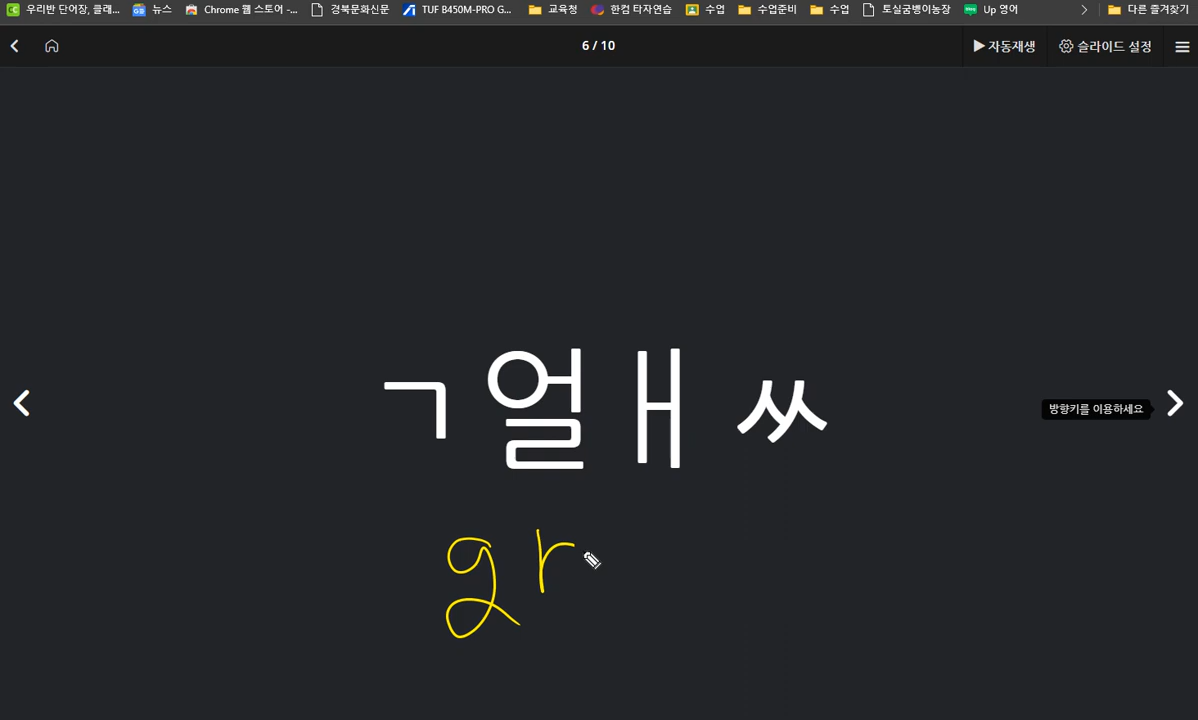 우리반 단어장, 클래... 뉴스 Chrome 웹 스토어 -... 경북문화신문 TUF B450M-PRO G... 교육청 한컴 타자연습 수업 수업준비 수업 토실굼벵이농장 Up 영어 다른 즐겨찾기
6 / 10 자동재생 슬라이드 설정
ㄱ 얼 ㅐ ㅆ
방향키를 이용하세요
gr